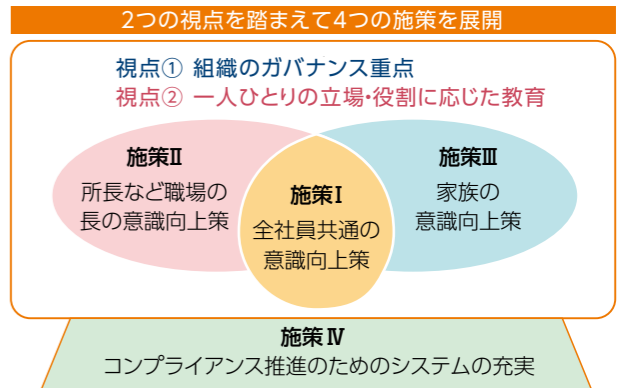 2つの視点を踏まえて4つの施策を展開
視点① 組織のガバナンス重点
視点② 一人ひとりの立場・役割に応じた教育
施策Ⅱ
所長など職場の
長の意識向上策
施策Ⅰ
全社員共通の
意識向上策
施策Ⅲ
家族の
意識向上策
施策Ⅳ
コンプライアンス推進のためのシステムの充実